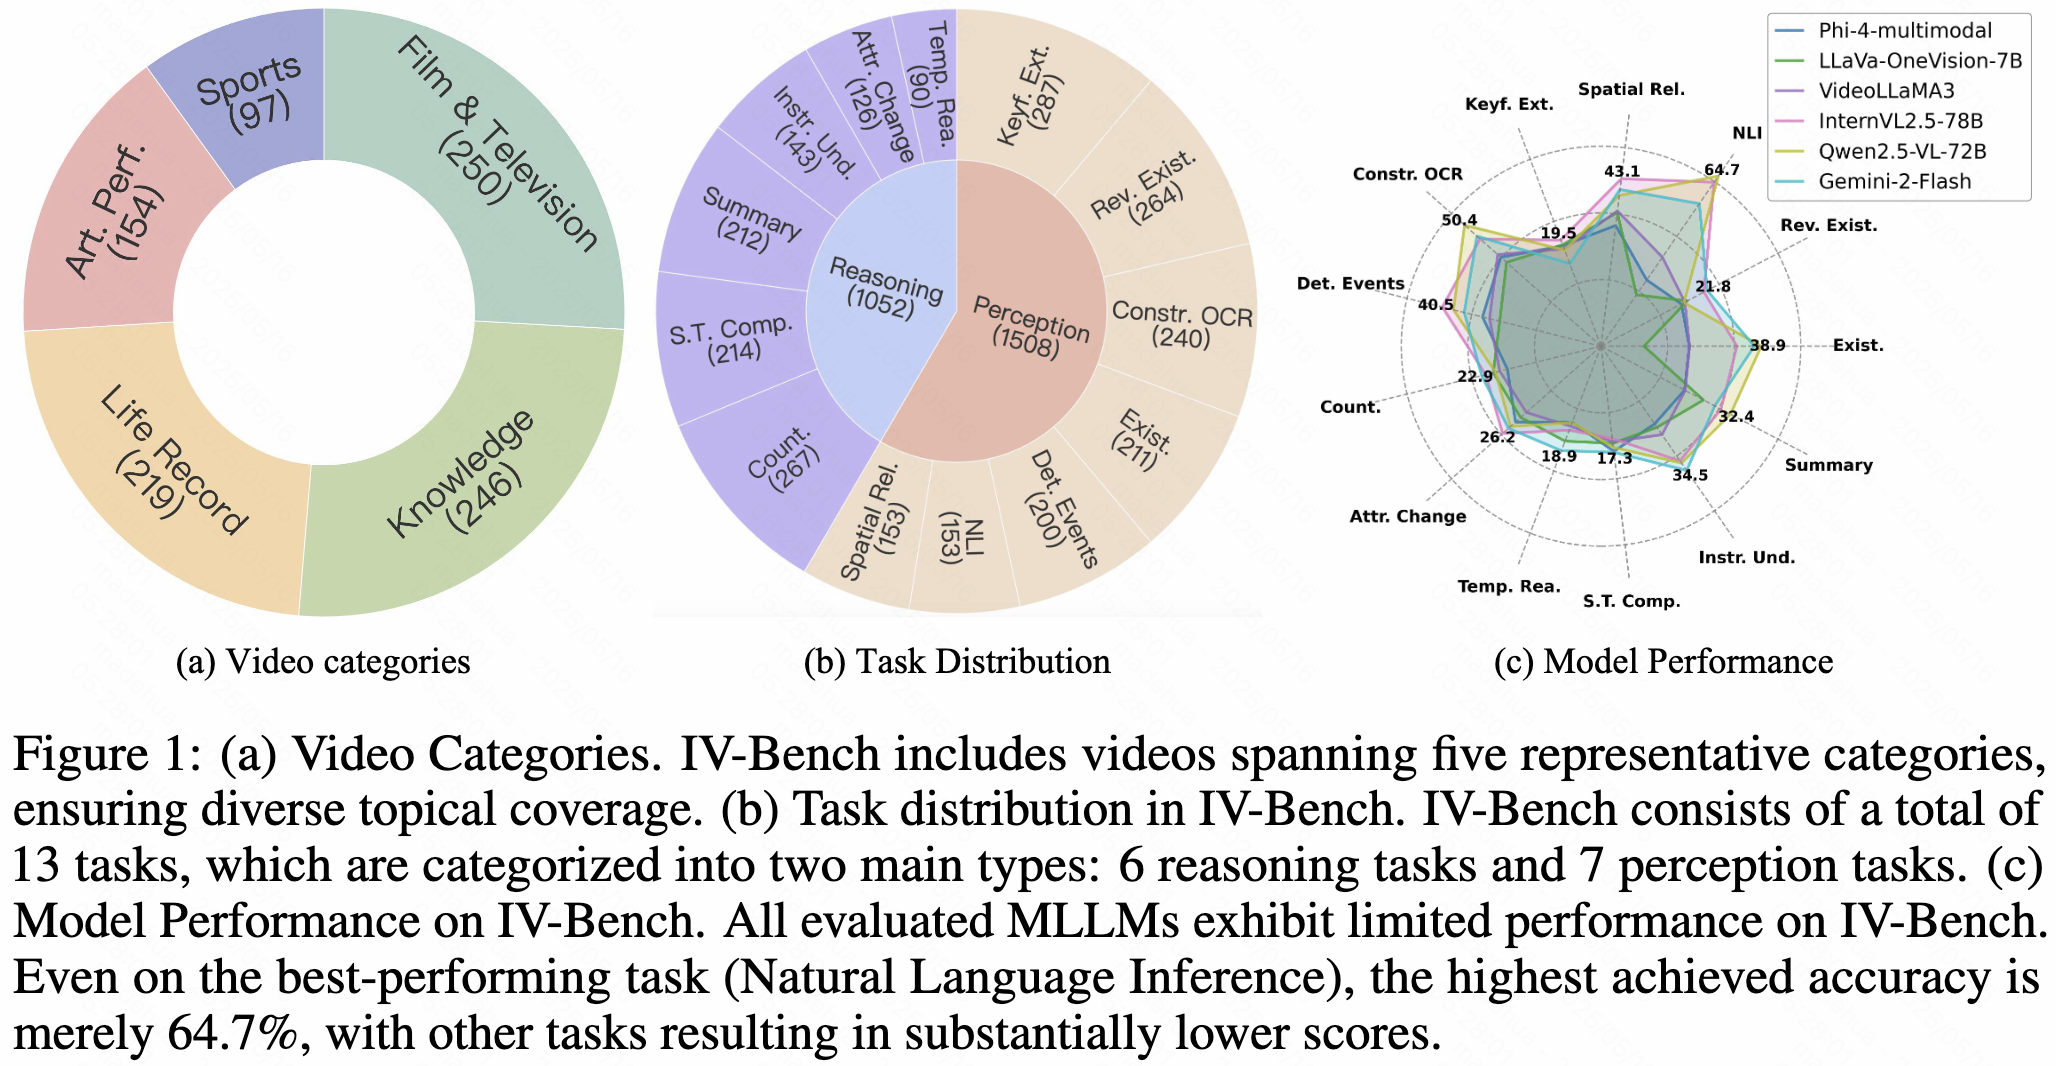 Sports
(97)
Film & Television
(250)
Art. Perf.
(154)
Life Record
(219)
Knowledge
(246)
(a) Video categories
Temp. Rea.
(90)
Attr. Change
(126)
Instr. Und.
(143)
Summary
(212)
S.T. Comp.
(214)
Count.
(267)
Reasoning
(1052)
Perception
(1508)
Keyf. Ext.
(287)
Rev. Exist.
(264)
Constr. OCR
(240)
Exist.
(211)
Det. Events
(200)
NLI
(153)
Spatial Rel.
(153)
(b) Task Distribution
Phi-4-multimodal
LLaVa-OneVision-7B
VideoLLaMA3
InternVL2.5-78B
Qwen2.5-VL-72B
Gemini-2-Flash
Spatial Rel.
43.1
Keyf. Ext.
19.5
NLI
64.7
Constr. OCR
50.4
Rev. Exist.
21.8
Det. Events
40.5
Exist.
38.9
Count.
22.9
Summary
32.4
Attr. Change
26.2
Instr. Und.
34.5
Temp. Rea.
18.9
S.T. Comp.
17.3
(c) Model Performance
Figure 1: (a) Video Categories. IV-Bench includes videos spanning five representative categories,
ensuring diverse topical coverage. (b) Task distribution in IV-Bench. IV-Bench consists of a total of
13 tasks, which are categorized into two main types: 6 reasoning tasks and 7 perception tasks. (c)
Model Performance on IV-Bench. All evaluated MLLMs exhibit limited performance on IV-Bench.
Even on the best-performing task (Natural Language Inference), the highest achieved accuracy is
merely 64.7%, with other tasks resulting in substantially lower scores.